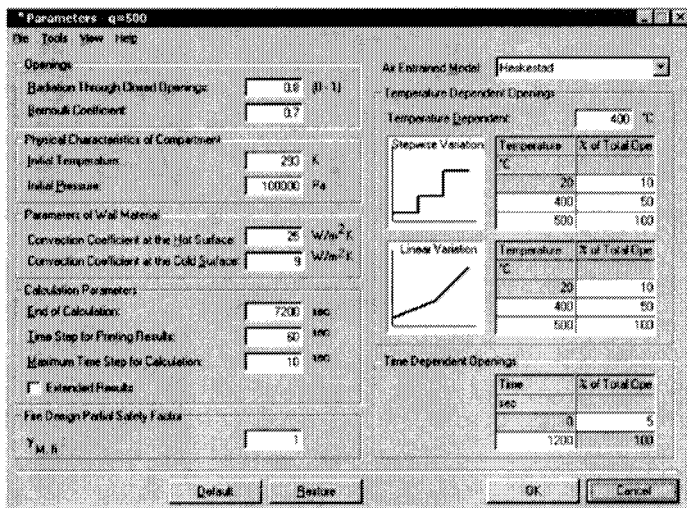 * Parameters - q=500
File Tools View Help
Openings
Radiation Through Closed Openings: 0.8 (0 - 1)
Bernoulli Coefficient: 0.7
Physical Characteristics of Compartment
Initial Temperature: 293 K
Initial Pressure: 100000 Pa
Parameters of Wall Material
Convection Coefficient at the Hot Surface: 25 W/m²K
Convection Coefficient at the Cold Surface: 9 W/m²K
Calculation Parameters
End of Calculation: 7200 sec
Time Step for Printing Results: 60 sec
Maximum Time Step for Calculation: 10 sec
Extended Results
Fire Design Partial Safety Factor
γM, fi 1
Air Entrained Model: Heskestad
Temperature Dependent Openings
Temperature Dependent: 400 °C
Stepwise Variation
Temperature % of Total Ope
°C
20 10
400 50
500 100
Linear Variation
Temperature % of Total Ope
°C
20 10
400 50
500 100
Time Dependent Openings
Time % of Total Ope
sec
0 5
1200 100
Default Restore OK Cancel